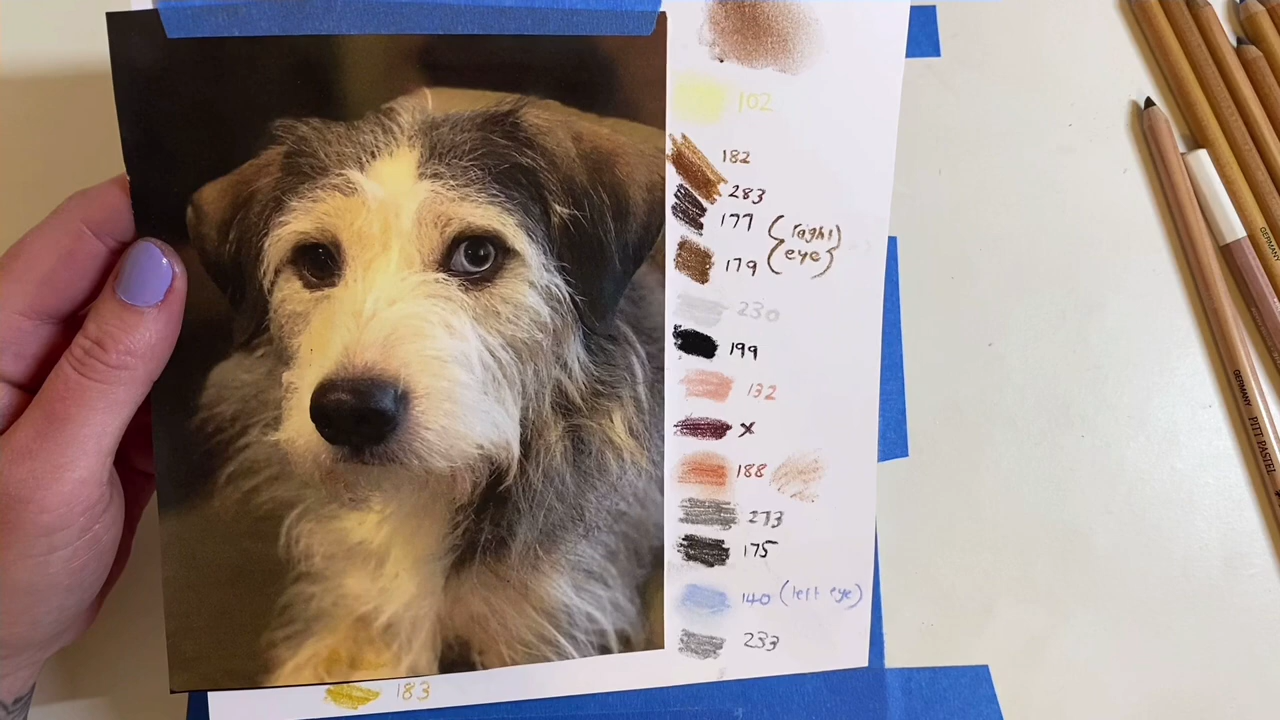 102
182
283
177
(right
179
eye)
230
199
132
x
188
273
175
140 (left eye)
233
183
GERMANY PITT PASTEL
GERMANY